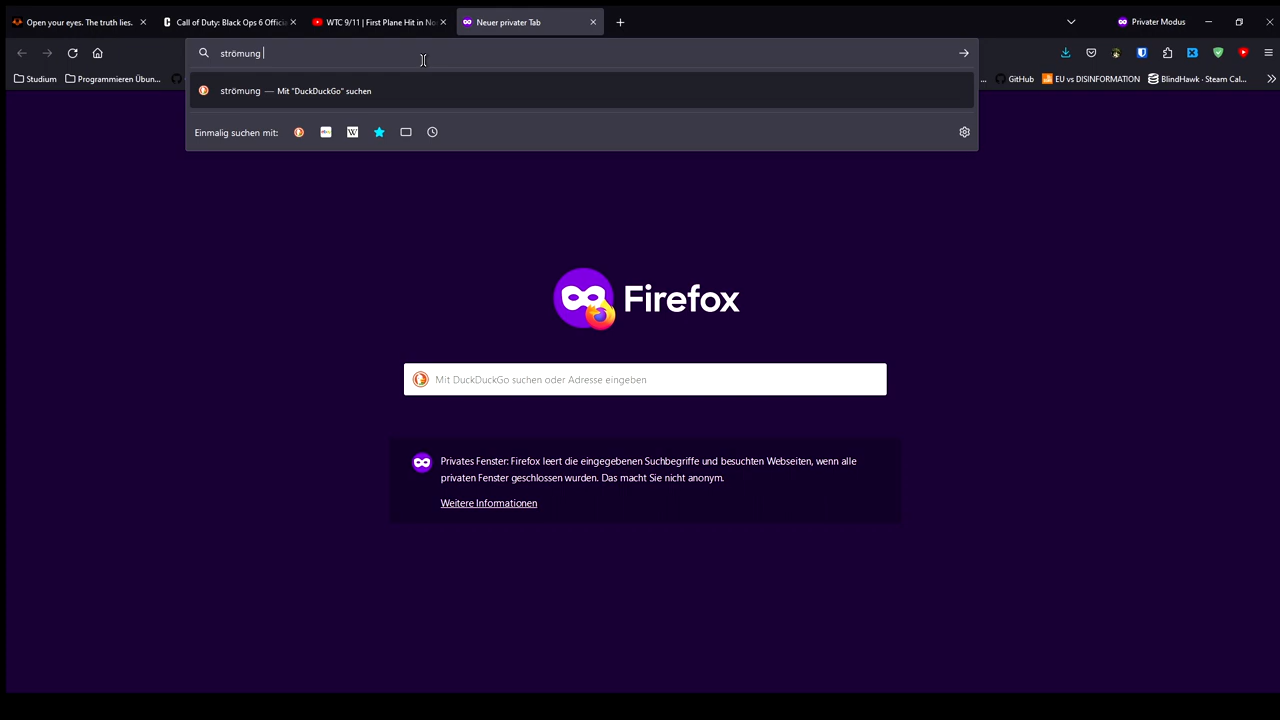 Open your eyes. The truth lies.
Call of Duty: Black Ops 6 Officia
WTC 9/11 | First Plane Hit in No
Neuer privater Tab
Privater Modus
strömung
Studium
Programmieren Übun...
GitHub
EU vs DISINFORMATION
BlindHawk · Steam Cal...
strömung — Mit "DuckDuckGo" suchen
Einmalig suchen mit:
W
Firefox
Mit DuckDuckGo suchen oder Adresse eingeben
Privates Fenster: Firefox leert die eingegebenen Suchbegriffe und besuchten Webseiten, wenn alle
privaten Fenster geschlossen wurden. Das macht Sie nicht anonym.
Weitere Informationen